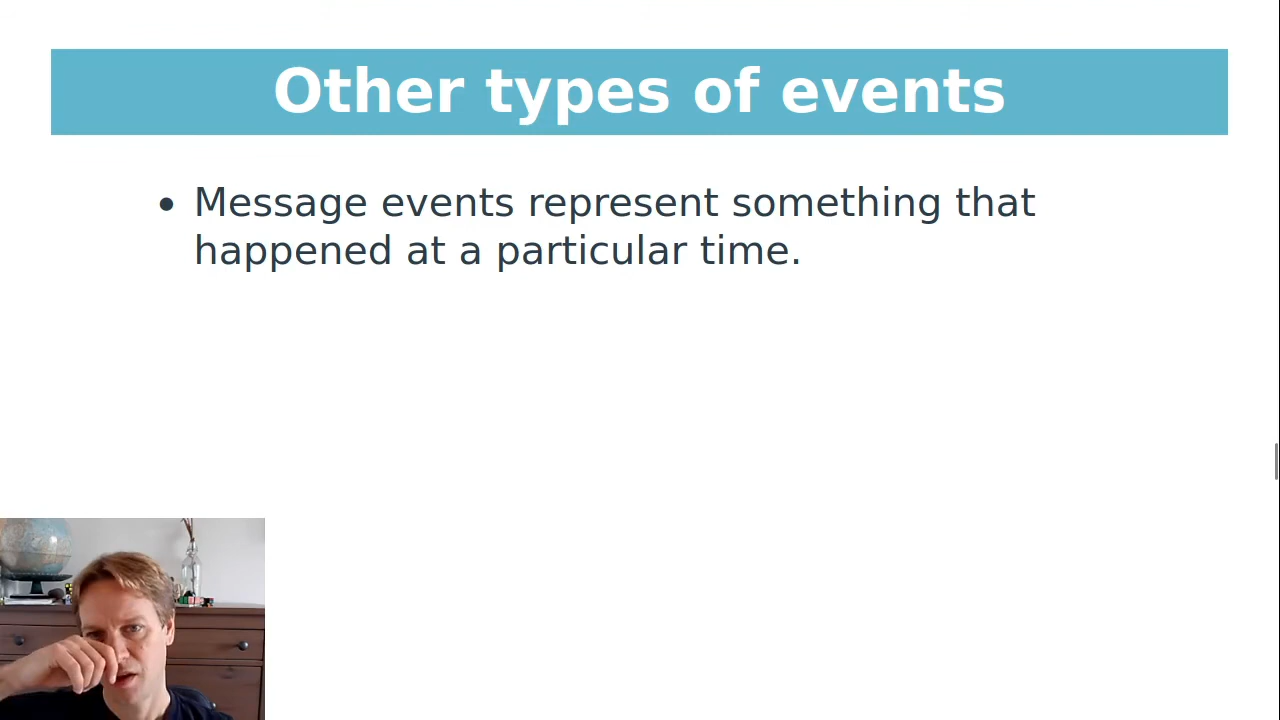 Other types of events
• Message events represent something that
happened at a particular time.